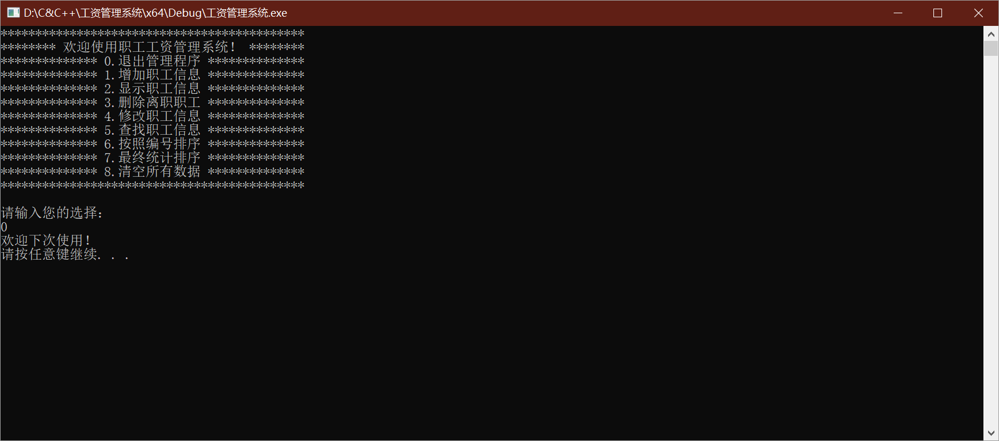 D:\C&C++\工资管理系统\x64\Debug\工资管理系统.exe
********************************************
******** 欢迎使用职工工资管理系统！ ********
************** 0.退出管理程序 **************
************** 1.增加职工信息 **************
************** 2.显示职工信息 **************
************** 3.删除离职职工 **************
************** 4.修改职工信息 **************
************** 5.查找职工信息 **************
************** 6.按照编号排序 **************
************** 7.最终统计排序 **************
************** 8.清空所有数据 **************
********************************************
请输入您的选择：
0
欢迎下次使用！
请按任意键继续. . .